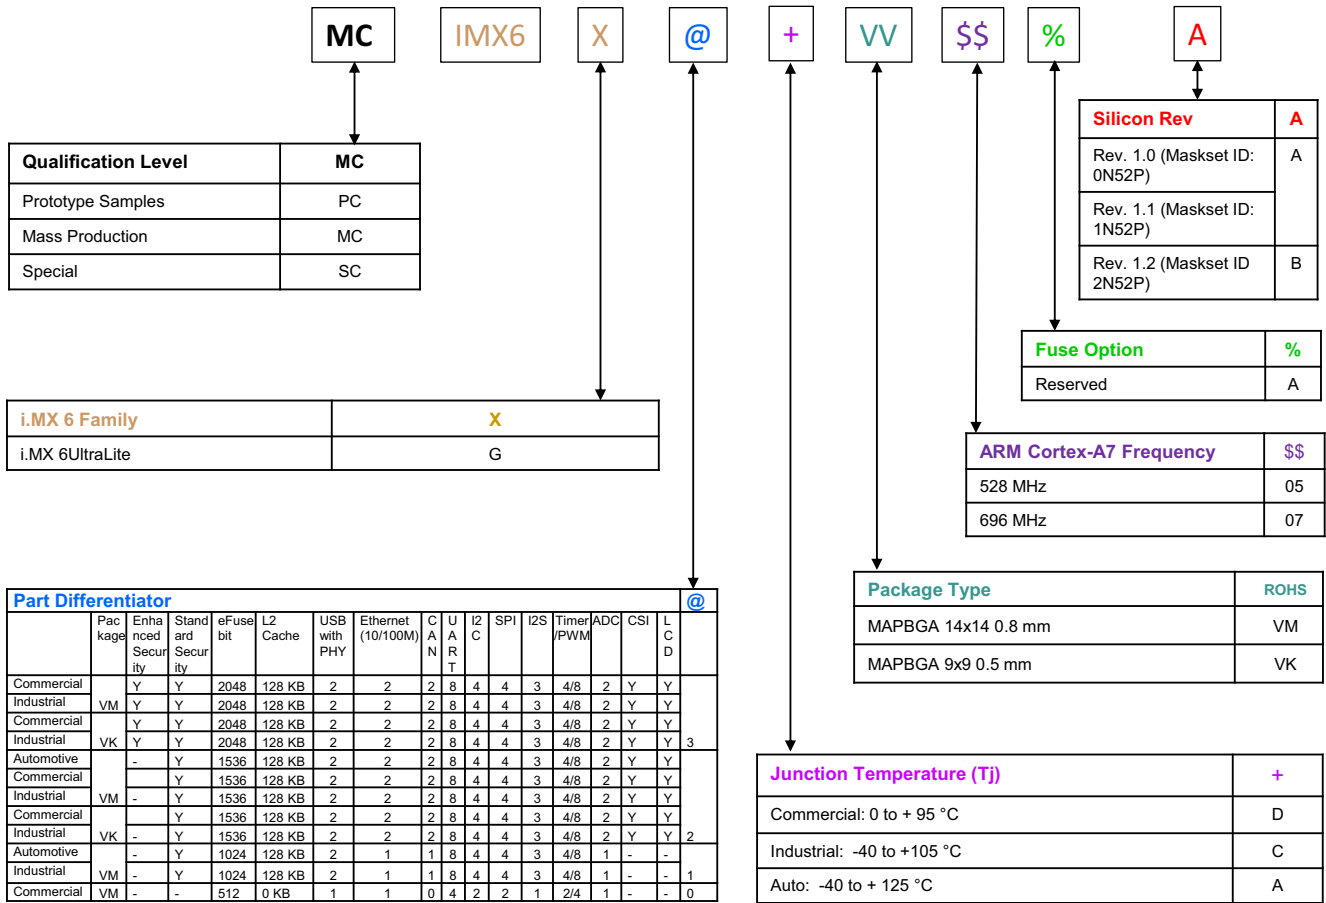 MC IMX6 X @ + VV $$ % A
Silicon Rev A
Rev. 1.0 (Maskset ID: A
0N52P)
Rev. 1.1 (Maskset ID:
1N52P)
Rev. 1.2 (Maskset ID B
2N52P)
Qualification Level MC
Prototype Samples PC
Mass Production MC
Special SC
Fuse Option %
Reserved A
i.MX 6 Family X
i.MX 6UltraLite G
ARM Cortex-A7 Frequency $$
528 MHz 05
696 MHz 07
Package Type ROHS
MAPBGA 14x14 0.8 mm VM
MAPBGA 9x9 0.5 mm VK
Part Differentiator @
Pac Enha Stand eFuse L2 USB Ethernet C U I2 SPI I2S Timer ADC CSI L
kage nced ard bit Cache with (10/100M) A A C /PWM C
Secur Secur PHY N R D
ity ity T
Commercial Y Y 2048 128 KB 2 2 2 8 4 4 3 4/8 2 Y Y
Industrial VM Y Y 2048 128 KB 2 2 2 8 4 4 3 4/8 2 Y Y
Commercial Y Y 2048 128 KB 2 2 2 8 4 4 3 4/8 2 Y Y
Industrial VK Y Y 2048 128 KB 2 2 2 8 4 4 3 4/8 2 Y Y 3
Automotive - Y 1536 128 KB 2 2 2 8 4 4 3 4/8 2 Y Y
Commercial Y 1536 128 KB 2 2 2 8 4 4 3 4/8 2 Y Y
Industrial VM - Y 1536 128 KB 2 2 2 8 4 4 3 4/8 2 Y Y
Commercial Y 1536 128 KB 2 2 2 8 4 4 3 4/8 2 Y Y
Industrial VK - Y 1536 128 KB 2 2 2 8 4 4 3 4/8 2 Y Y 2
Automotive - Y 1024 128 KB 2 1 1 8 4 4 3 4/8 1 - -
Industrial VM - Y 1024 128 KB 2 1 1 8 4 4 3 4/8 1 - - 1
Commercial VM - - 512 0 KB 1 1 0 4 2 2 1 2/4 1 - - 0
Junction Temperature (Tj) +
Commercial: 0 to + 95 °C D
Industrial: -40 to +105 °C C
Auto: -40 to + 125 °C A